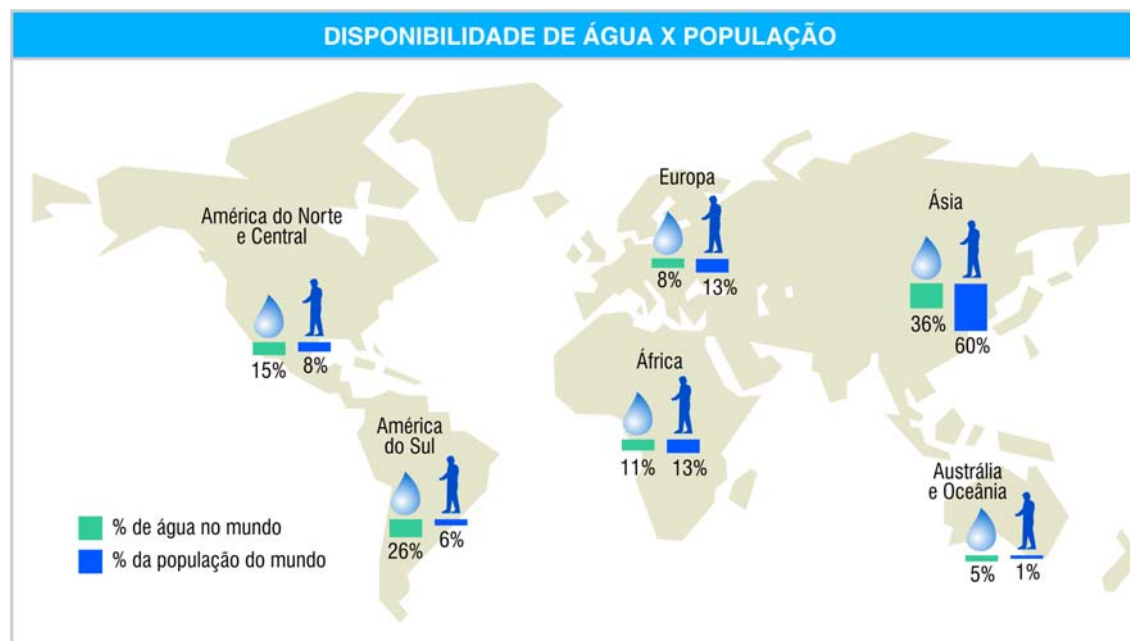 DISPONIBILIDADE DE ÁGUA X POPULAÇÃO
América do Norte
e Central
15%
8%
Europa
8%
13%
Ásia
36%
60%
África
11%
13%
América
do Sul
26%
6%
Austrália
e Oceânia
5%
1%
% de água no mundo
% da população do mundo